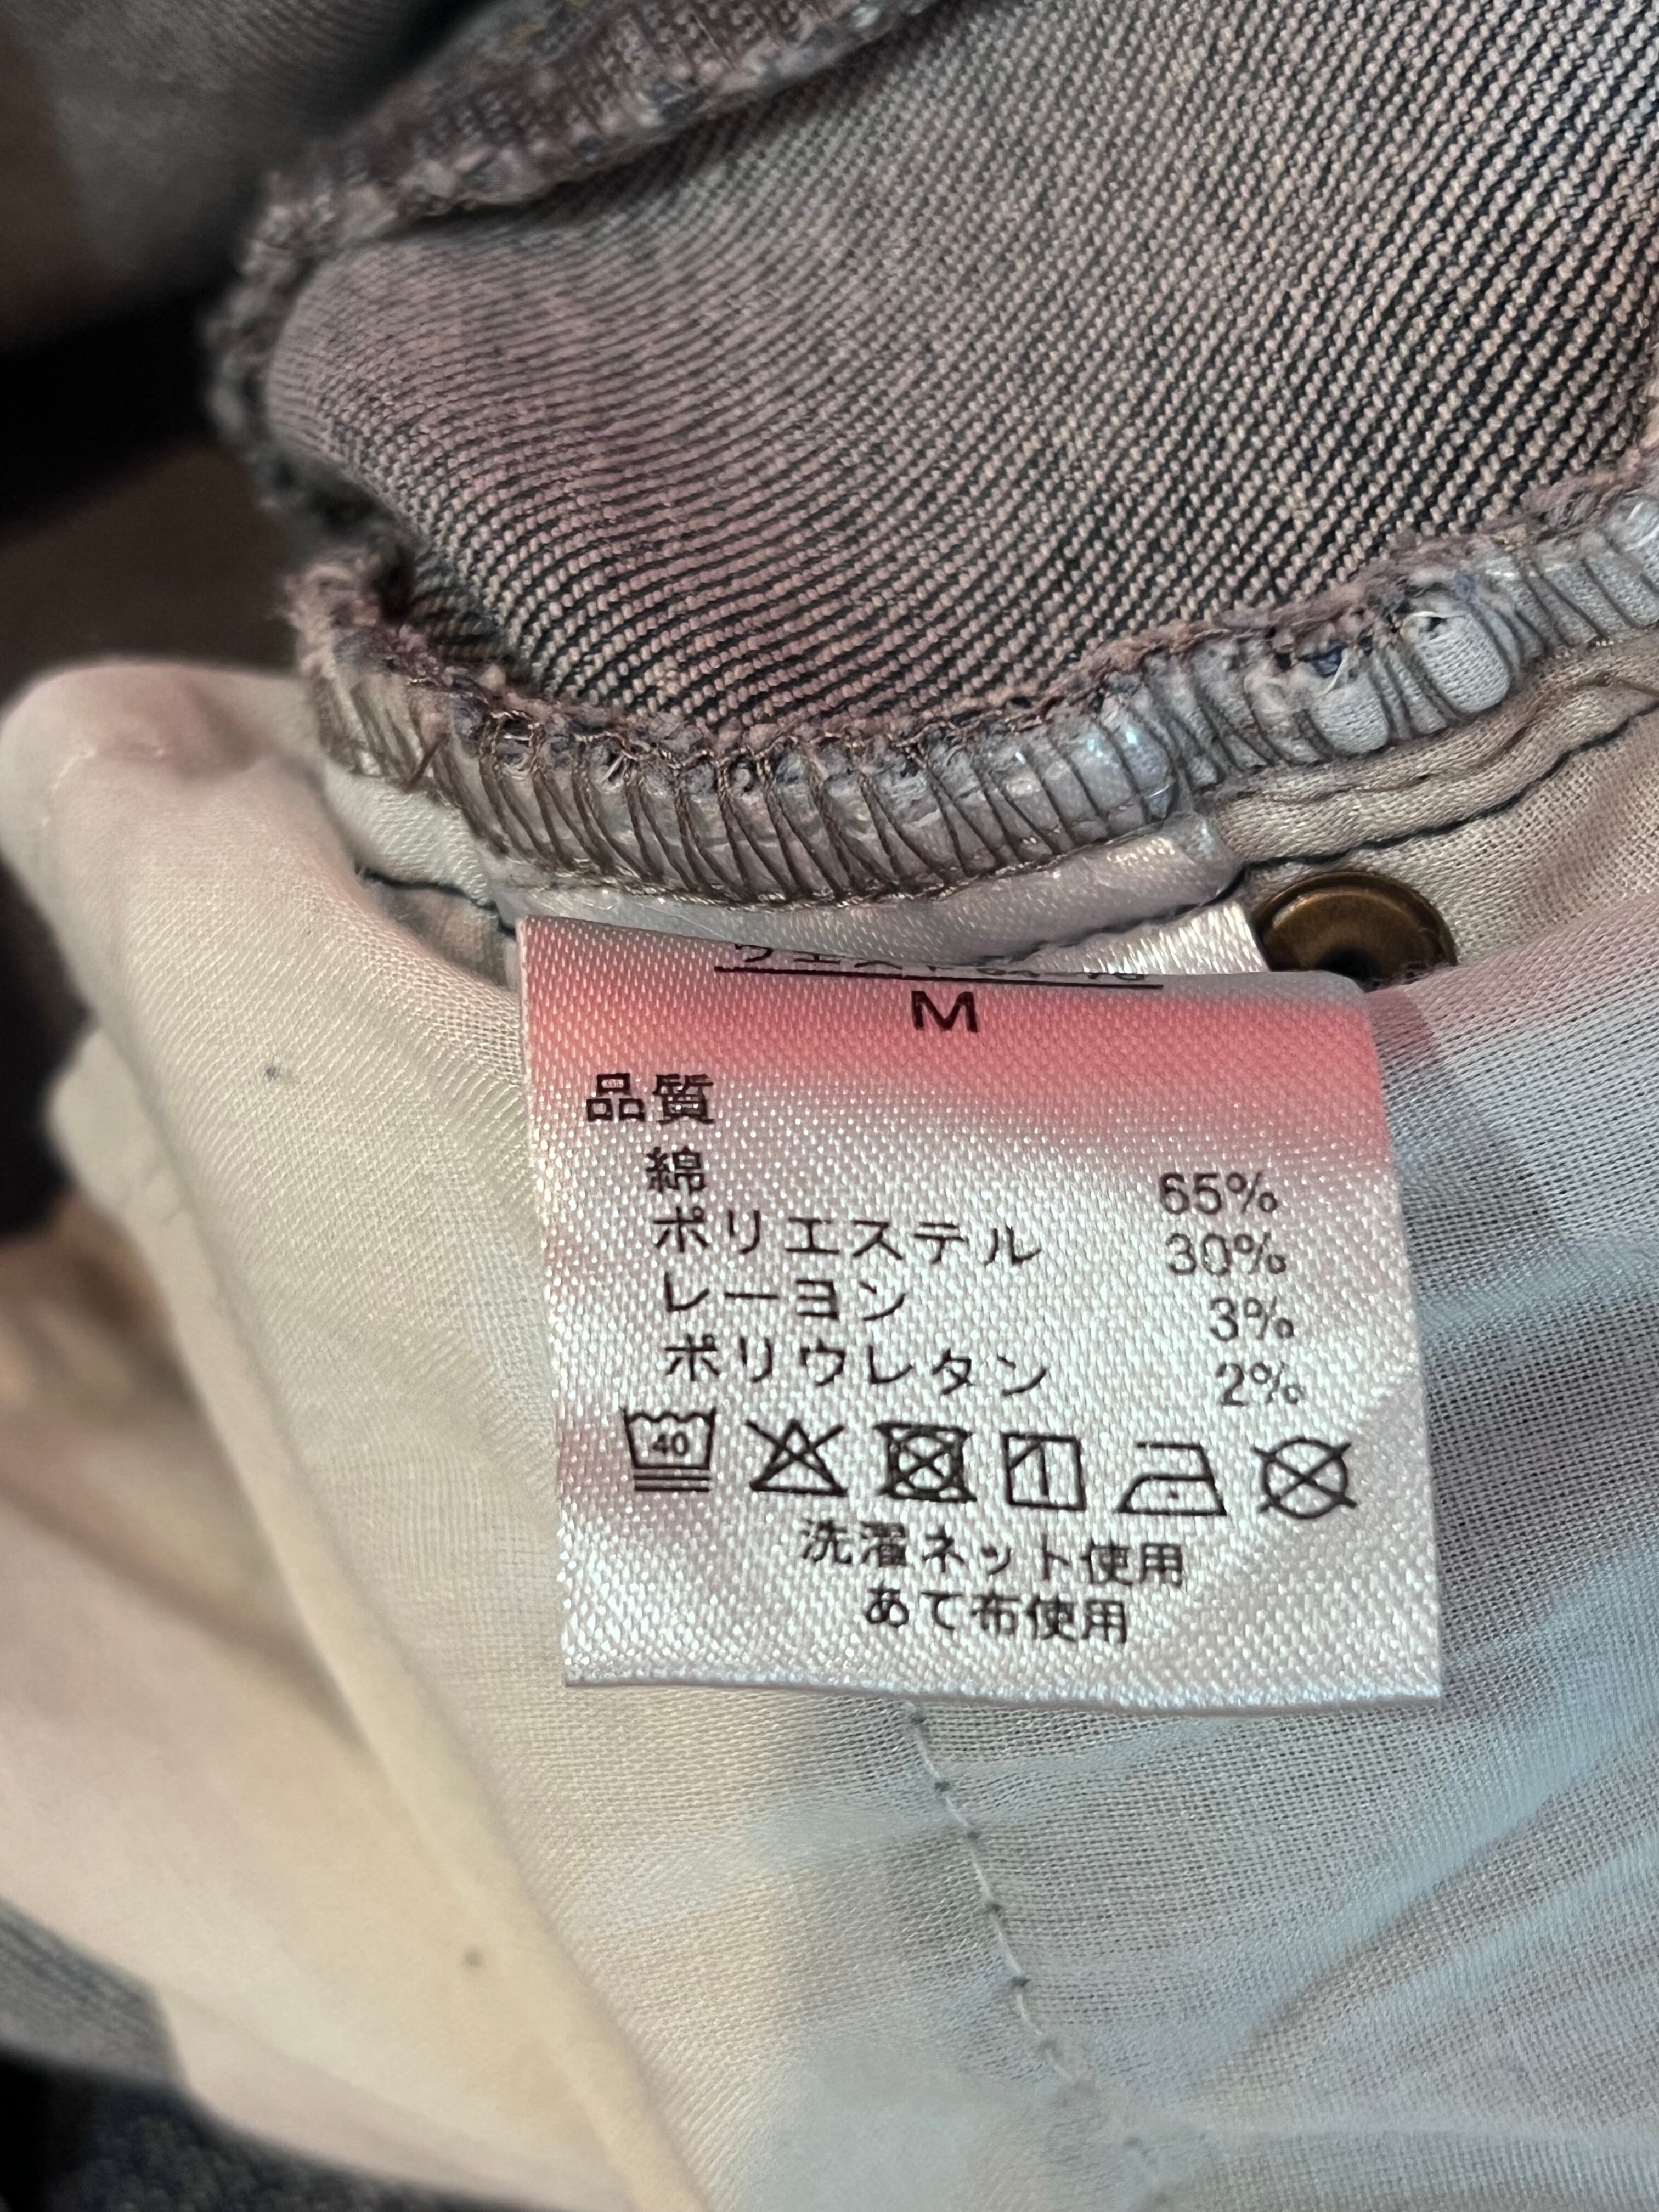 M
品質
綿 65%
ポリエステル 30%
レーヨン 3%
ポリウレタン 2%
40
洗濯ネット使用
あて布使用